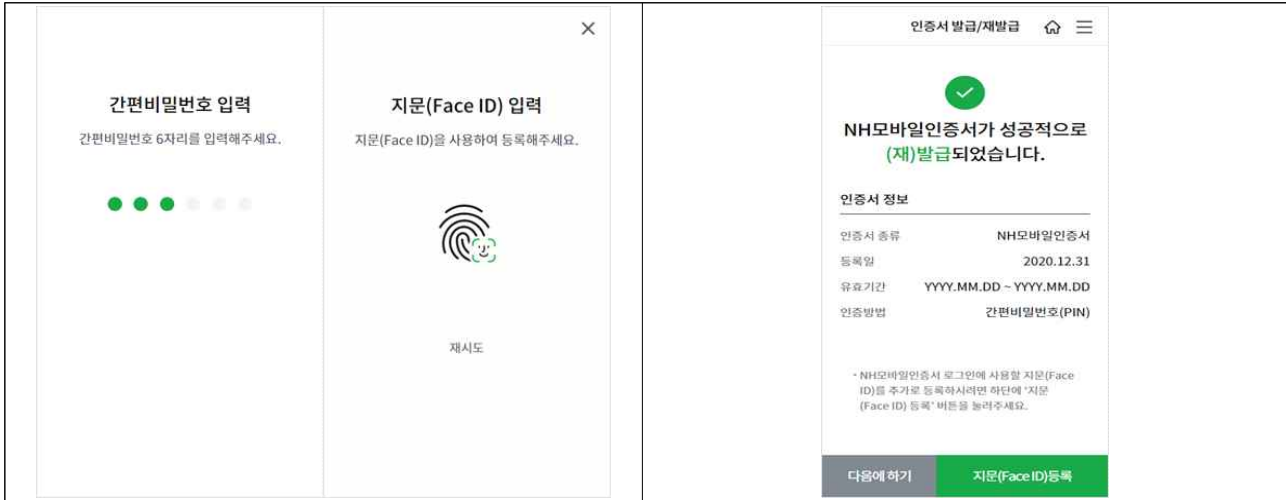 간편비밀번호 입력
간편비밀번호 6자리를 입력해주세요.
지문(Face ID) 입력
지문(Face ID)을 사용하여 등록해주세요.
재시도
인증서 발급/재발급
NH모바일인증서가 성공적으로
(재)발급되었습니다.
인증서 정보
인증서 종류 NH모바일인증서
등록일 2020.12.31
유효기간 YYYY.MM.DD ~ YYYY.MM.DD
인증방법 간편비밀번호(PIN)
· NH모바일인증서 로그인에 사용할 지문(Face
ID)를 추가로 등록하시려면 하단에 '지문
(Face ID) 등록' 버튼을 눌러주세요.
다음에 하기 지문(Face ID)등록